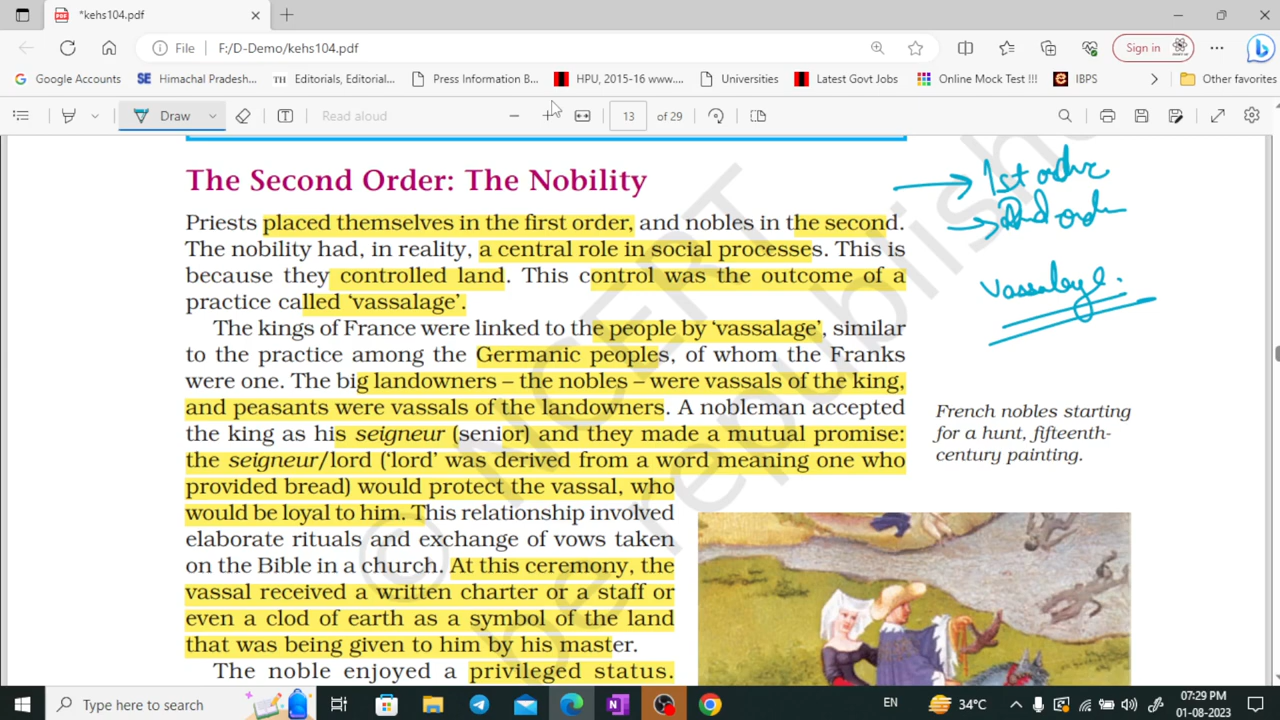 *kehs104.pdf
File F:/D-Demo/kehs104.pdf Sign in
Google Accounts SE Himachal Pradesh... TH Editorials, Editorial... Press Information B... HPU, 2015-16 www.... Universities Latest Govt Jobs Online Mock Test !!! IBPS Other favorites
Draw Read aloud 13 of 29
The Second Order: The Nobility
Priests placed themselves in the first order, and nobles in the second.
The nobility had, in reality, a central role in social processes. This is
because they controlled land. This control was the outcome of a
practice called ‘vassalage’.
The kings of France were linked to the people by ‘vassalage’, similar
to the practice among the Germanic peoples, of whom the Franks
were one. The big landowners – the nobles – were vassals of the king,
and peasants were vassals of the landowners. A nobleman accepted
the king as his seigneur (senior) and they made a mutual promise:
the seigneur/lord (‘lord’ was derived from a word meaning one who
provided bread) would protect the vassal, who
would be loyal to him. This relationship involved
elaborate rituals and exchange of vows taken
on the Bible in a church. At this ceremony, the
vassal received a written charter or a staff or
even a clod of earth as a symbol of the land
that was being given to him by his master.
The noble enjoyed a privileged status.
1st order
order
vassalage.
French nobles starting
for a hunt, fifteenth-
century painting.
© NCERT
be republished
Type here to search EN 34°C 07:29 PM
01-08-2023